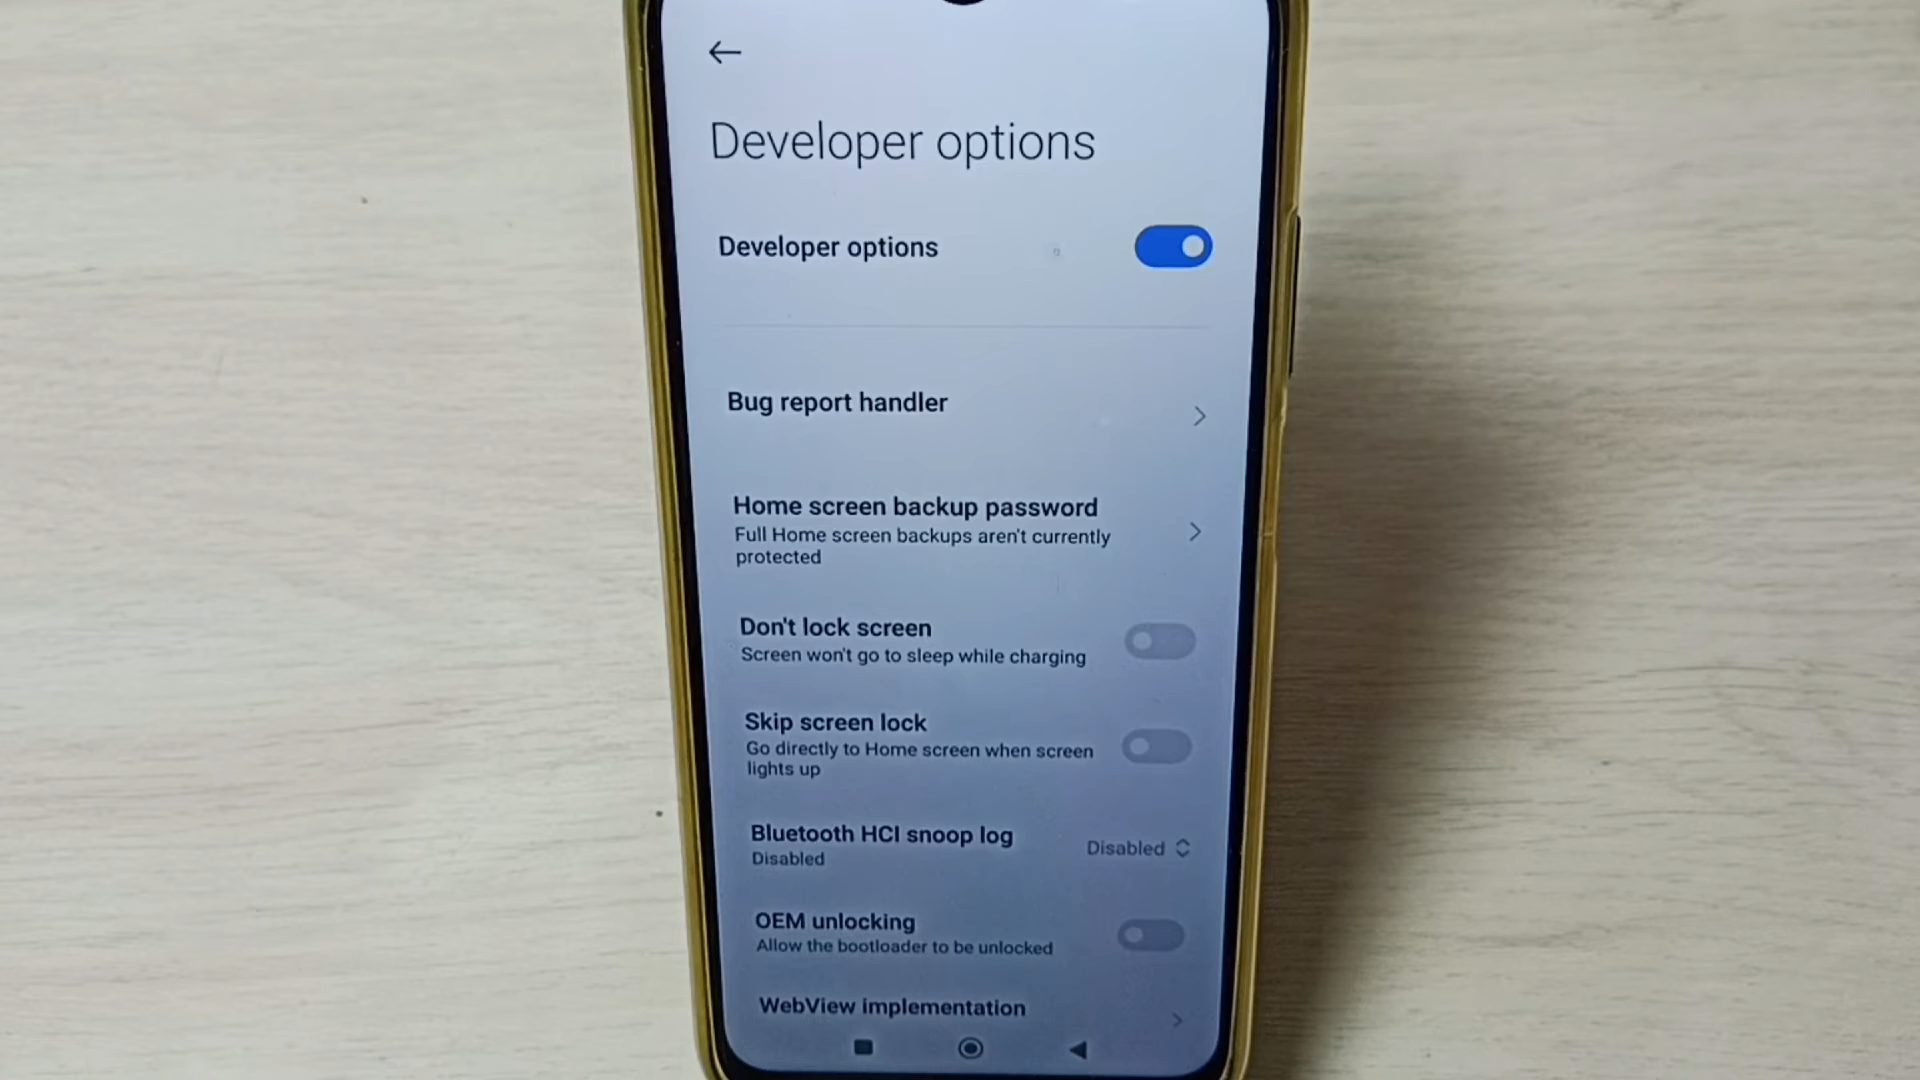 Developer options
Developer options
Bug report handler
Home screen backup password
Full Home screen backups aren't currently
protected
Don't lock screen
Screen won't go to sleep while charging
Skip screen lock
Go directly to Home screen when screen
lights up
Bluetooth HCI snoop log
Disabled
Disabled
OEM unlocking
Allow the bootloader to be unlocked
WebView implementation